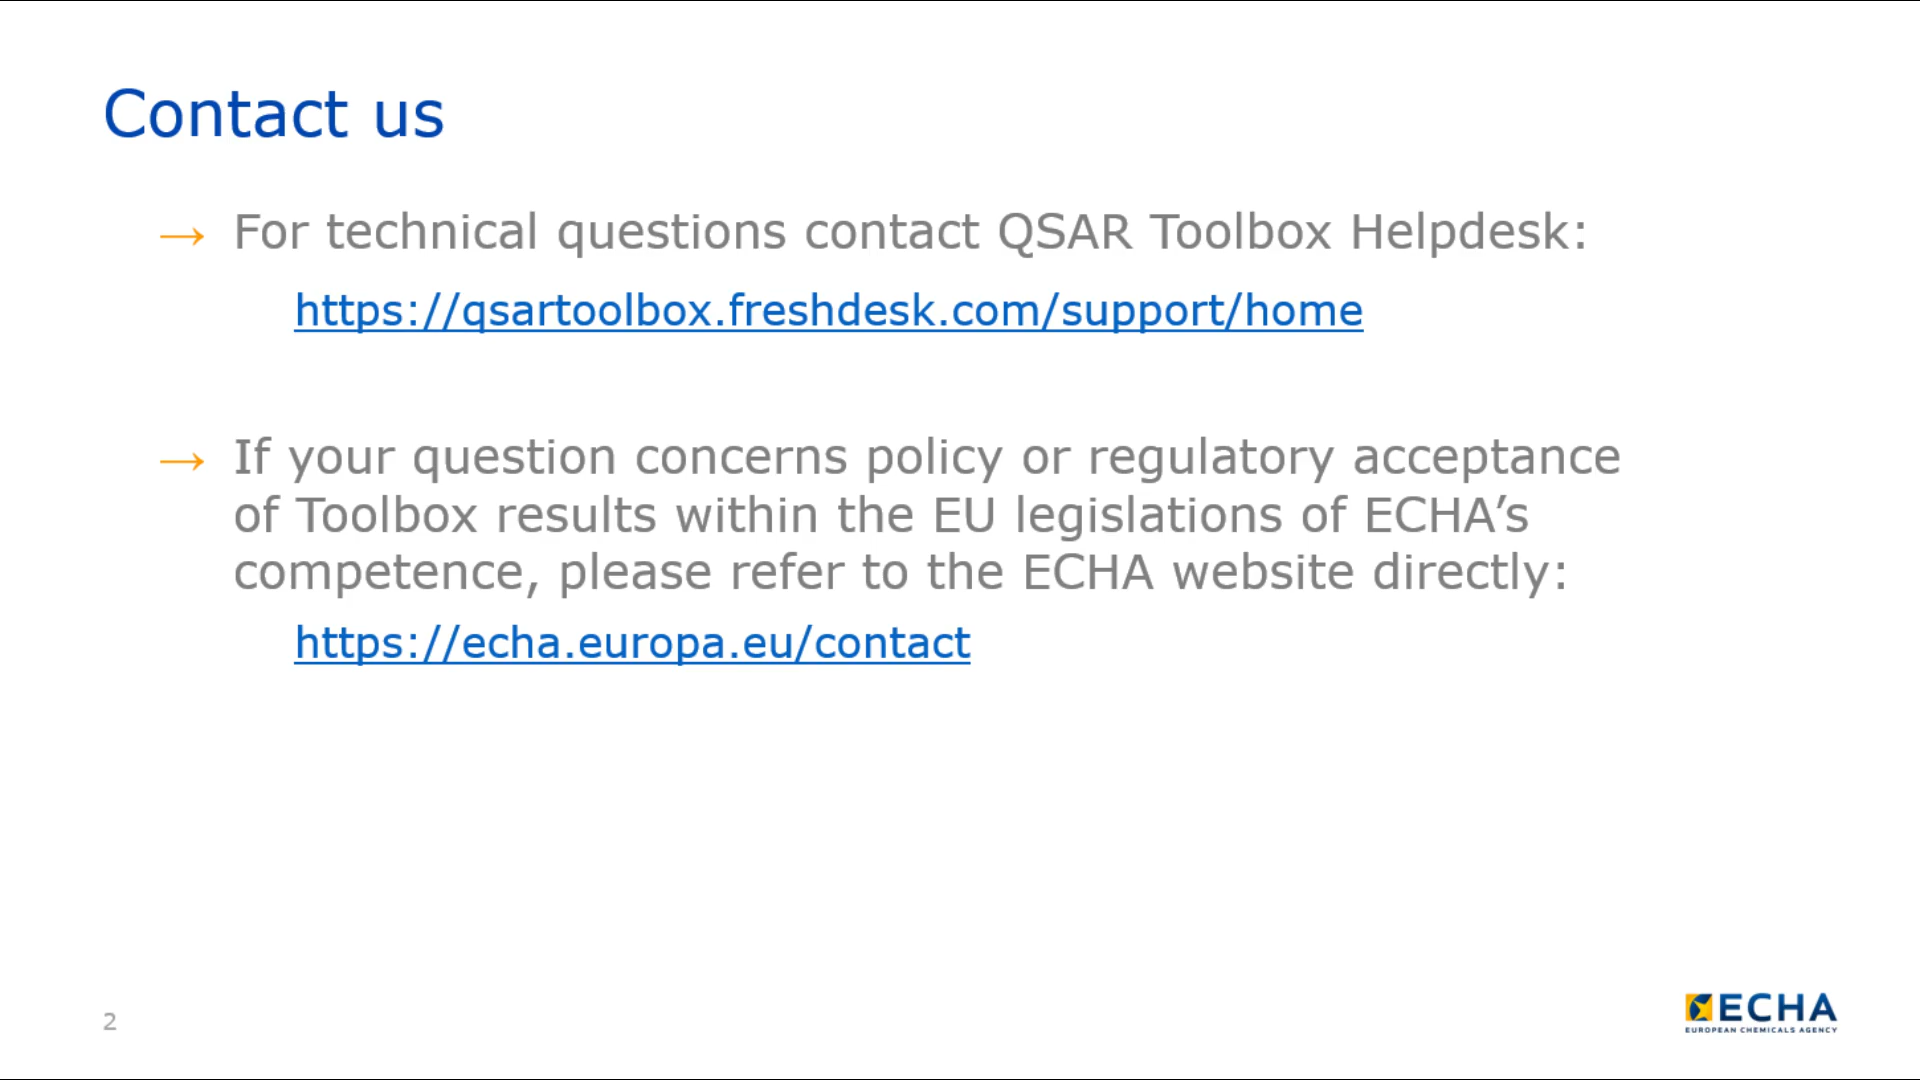 Contact us
→ For technical questions contact QSAR Toolbox Helpdesk:
https://qsartoolbox.freshdesk.com/support/home
→ If your question concerns policy or regulatory acceptance
of Toolbox results within the EU legislations of ECHA’s
competence, please refer to the ECHA website directly:
https://echa.europa.eu/contact
2
ECHA
EUROPEAN CHEMICALS AGENCY